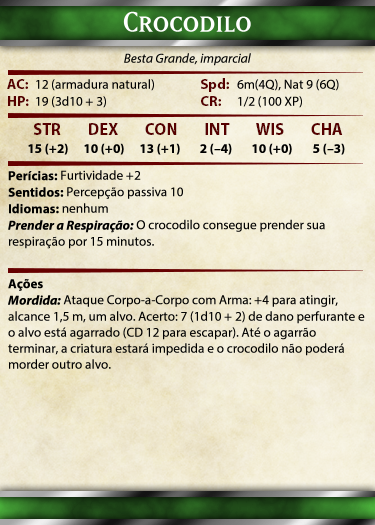 Crocodilo
Besta Grande, imparcial
AC: 12 (armadura natural) Spd: 6m(4Q), Nat 9 (6Q)
HP: 19 (3d10 + 3) CR: 1/2 (100 XP)
STR DEX CON INT WIS CHA
15 (+2) 10 (+0) 13 (+1) 2 (–4) 10 (+0) 5 (–3)
Perícias: Furtividade +2
Sentidos: Percepção passiva 10
Idiomas: nenhum
Prender a Respiração: O crocodilo consegue prender sua
respiração por 15 minutos.
Ações
Mordida: Ataque Corpo-a-Corpo com Arma: +4 para atingir,
alcance 1,5 m, um alvo. Acerto: 7 (1d10 + 2) de dano perfurante e
o alvo está agarrado (CD 12 para escapar). Até o agarrão
terminar, a criatura estará impedida e o crocodilo não poderá
morder outro alvo.